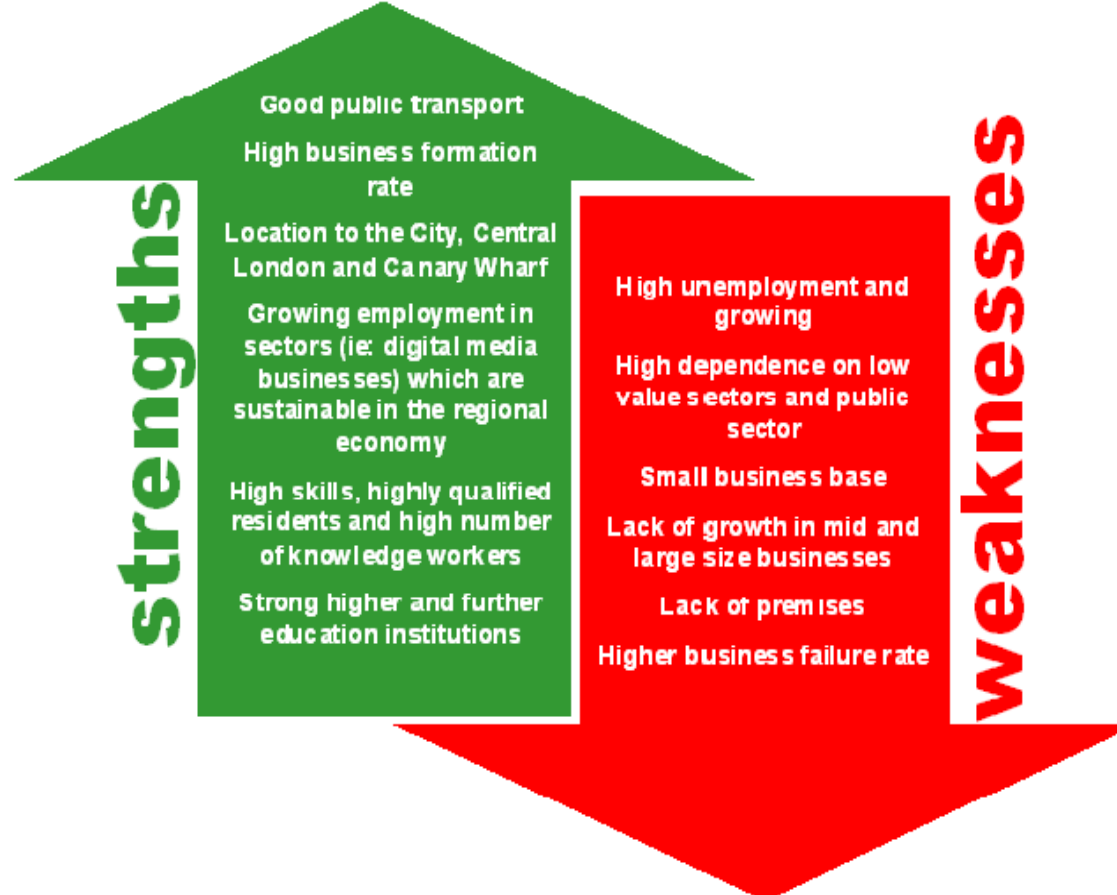 strengths
Good public transport
High business formation
rate
Location to the City, Central
London and Canary Wharf
Growing employment in
sectors (ie: digital media
businesses) which are
sustainable in the regional
economy
High skills, highly qualified
residents and high number
of knowledge workers
Strong higher and further
education institutions
weaknesses
High unemployment and
growing
High dependence on low
value sectors and public
sector
Small business base
Lack of growth in mid and
large size businesses
Lack of premises
Higher business failure rate